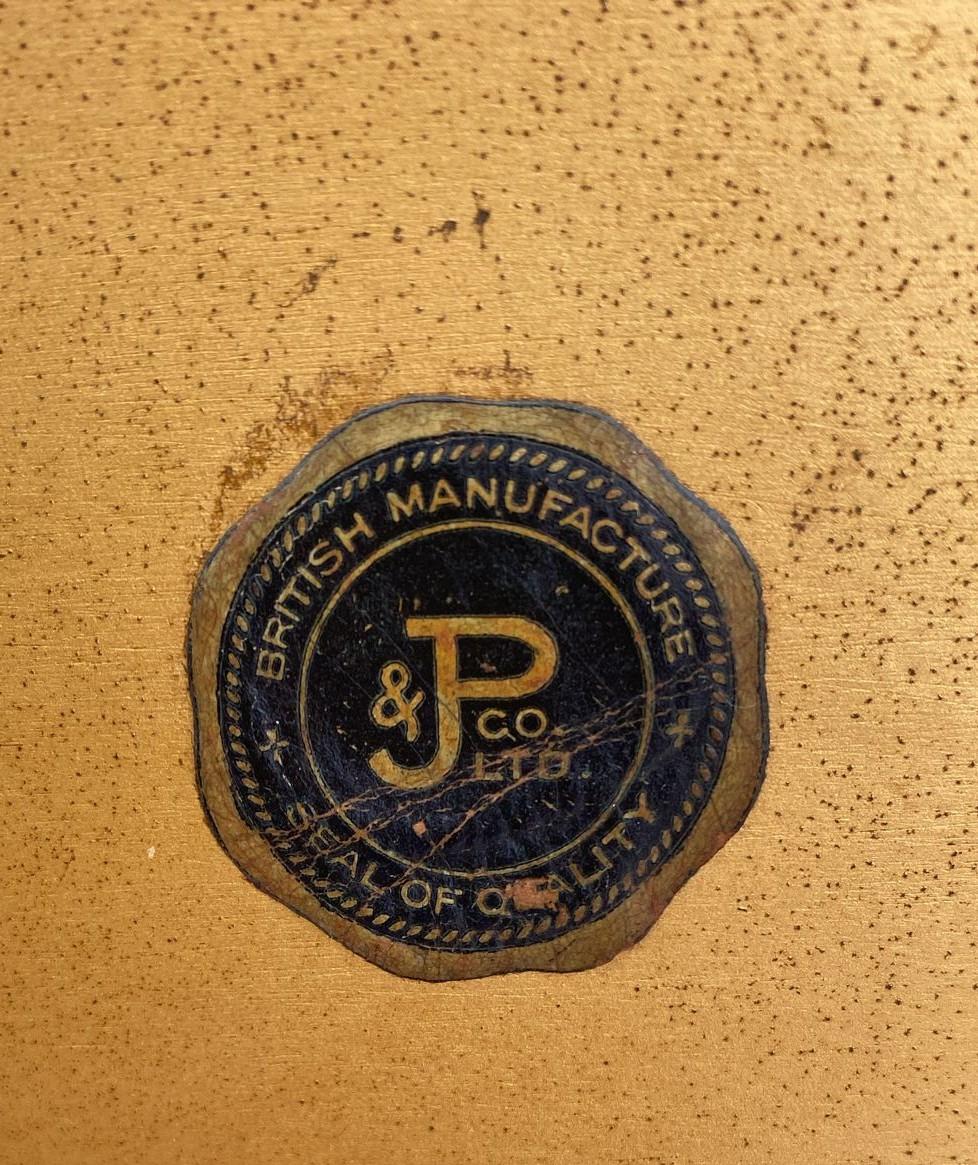 BRITISH MANUFACTURE
JP
& CO.
LTD.
SEAL OF QUALITY